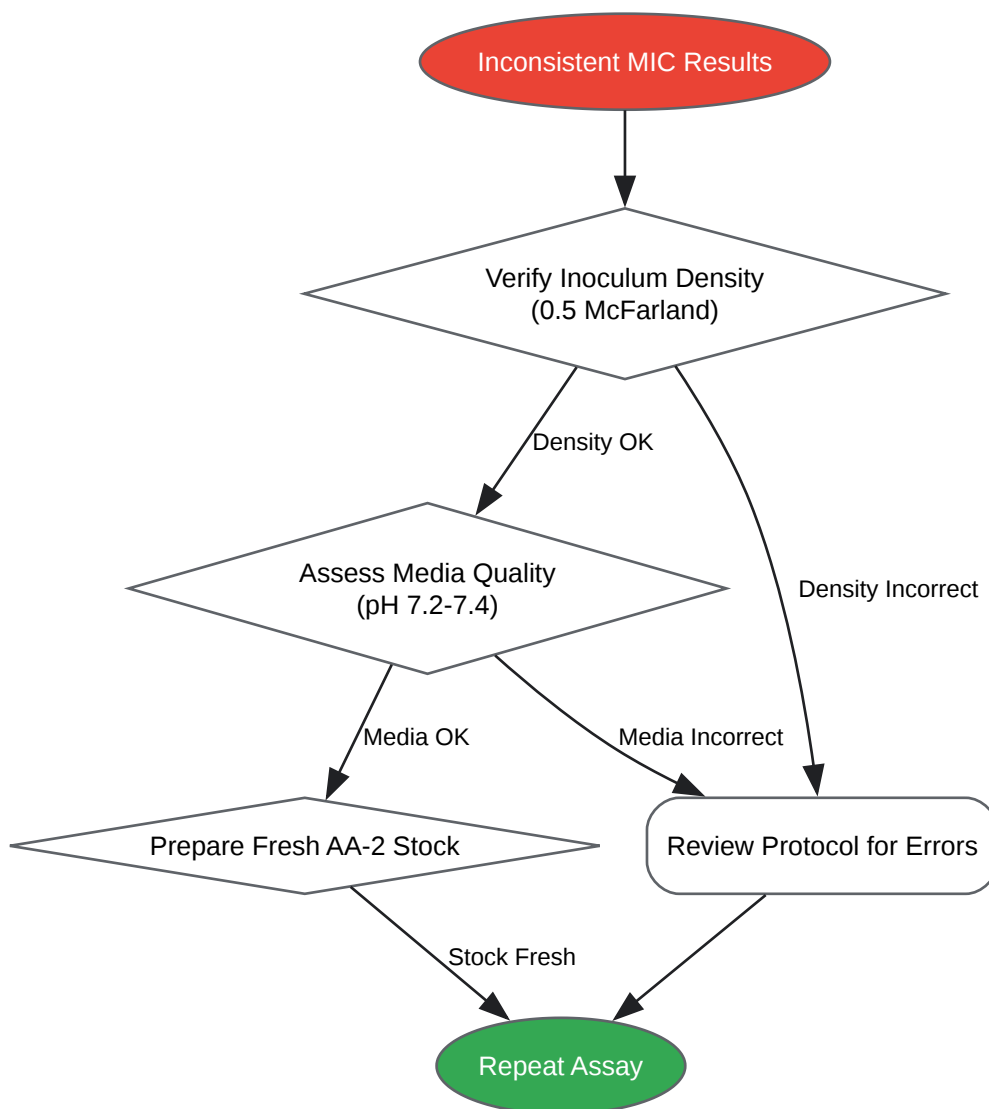 Inconsistent MIC Results
Verify Inoculum Density
(0.5 McFarland)
Density OK
Assess Media Quality
(pH 7.2-7.4)
Density Incorrect
Media OK
Media Incorrect
Prepare Fresh AA-2 Stock
Review Protocol for Errors
Stock Fresh
Repeat Assay